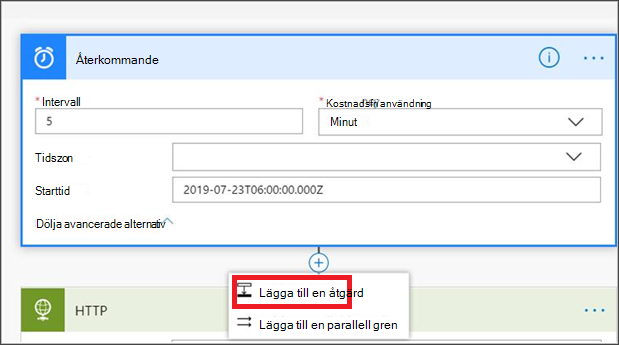 Återkommande
* Intervall
* Kostnadsfri användning
5
Minut
Tidszon
Starttid
2019-07-23T06:00:00.000Z
Dölja avancerade alternativ
Lägga till en åtgärd
HTTP
Lägga till en parallell gren